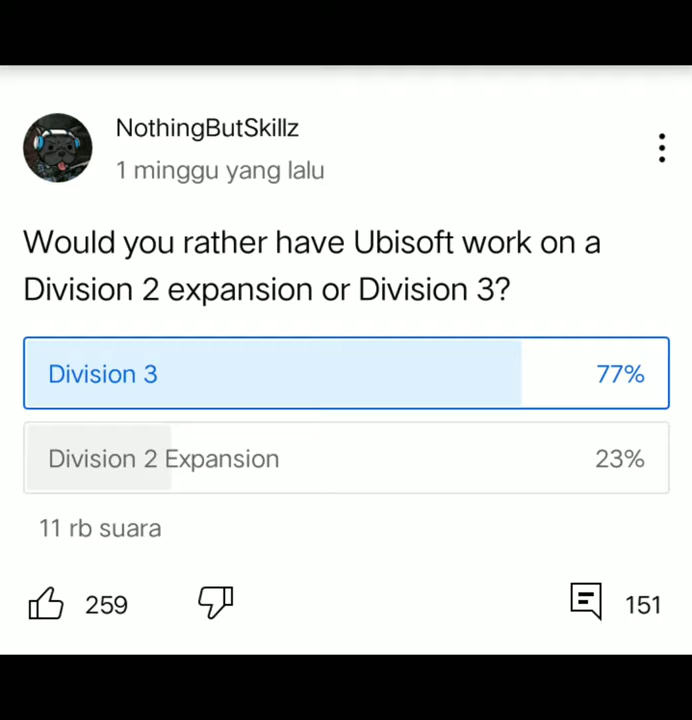 NothingButSkillz
1 minggu yang lalu
Would you rather have Ubisoft work on a
Division 2 expansion or Division 3?
Division 3 77%
Division 2 Expansion 23%
11 rb suara
259 151